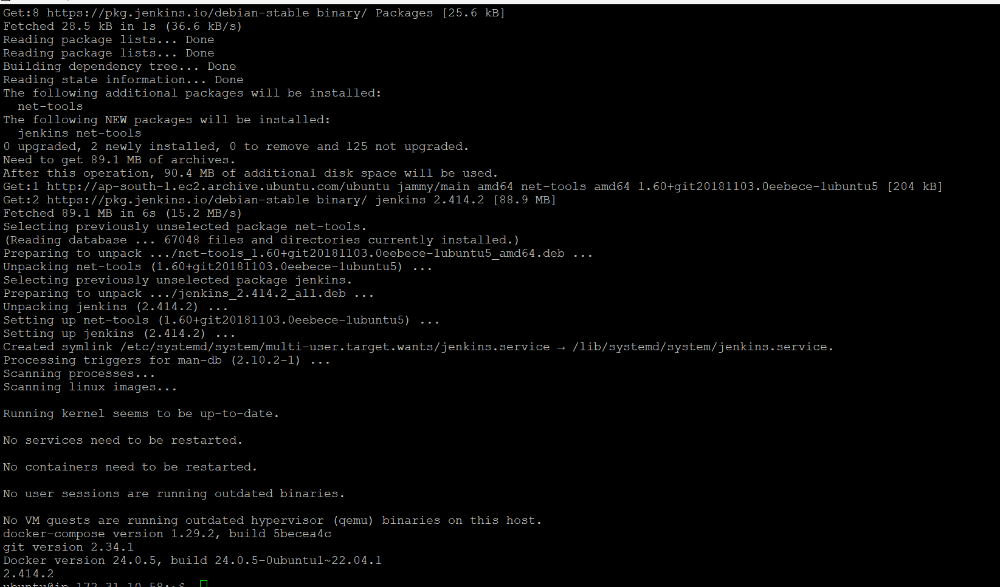 Get:8 https://pkg.jenkins.io/debian-stable binary/ Packages [25.6 kB]
Fetched 28.5 kB in 1s (36.6 kB/s)
Reading package lists... Done
Reading package lists... Done
Building dependency tree... Done
Reading state information... Done
The following additional packages will be installed:
  net-tools
The following NEW packages will be installed:
  jenkins net-tools
0 upgraded, 2 newly installed, 0 to remove and 125 not upgraded.
Need to get 89.1 MB of archives.
After this operation, 90.4 MB of additional disk space will be used.
Get:1 http://ap-south-1.ec2.archive.ubuntu.com/ubuntu jammy/main amd64 net-tools amd64 1.60+git20181103.0eebece-1ubuntu5 [204 kB]
Get:2 https://pkg.jenkins.io/debian-stable binary/ jenkins 2.414.2 [88.9 MB]
Fetched 89.1 MB in 6s (15.2 MB/s)
Selecting previously unselected package net-tools.
(Reading database ... 67048 files and directories currently installed.)
Preparing to unpack .../net-tools_1.60+git20181103.0eebece-1ubuntu5_amd64.deb ...
Unpacking net-tools (1.60+git20181103.0eebece-1ubuntu5) ...
Selecting previously unselected package jenkins.
Preparing to unpack .../jenkins_2.414.2_all.deb ...
Unpacking jenkins (2.414.2) ...
Setting up net-tools (1.60+git20181103.0eebece-1ubuntu5) ...
Setting up jenkins (2.414.2) ...
Created symlink /etc/systemd/system/multi-user.target.wants/jenkins.service → /lib/systemd/system/jenkins.service.
Processing triggers for man-db (2.10.2-1) ...
Scanning processes...
Scanning linux images...
Running kernel seems to be up-to-date.
No services need to be restarted.
No containers need to be restarted.
No user sessions are running outdated binaries.
No VM guests are running outdated hypervisor (qemu) binaries on this host.
docker-compose version 1.29.2, build 5becea4c
git version 2.34.1
Docker version 24.0.5, build 24.0.5-0ubuntu1~22.04.1
2.414.2
ubuntu@ip-172-31-10-58:~$